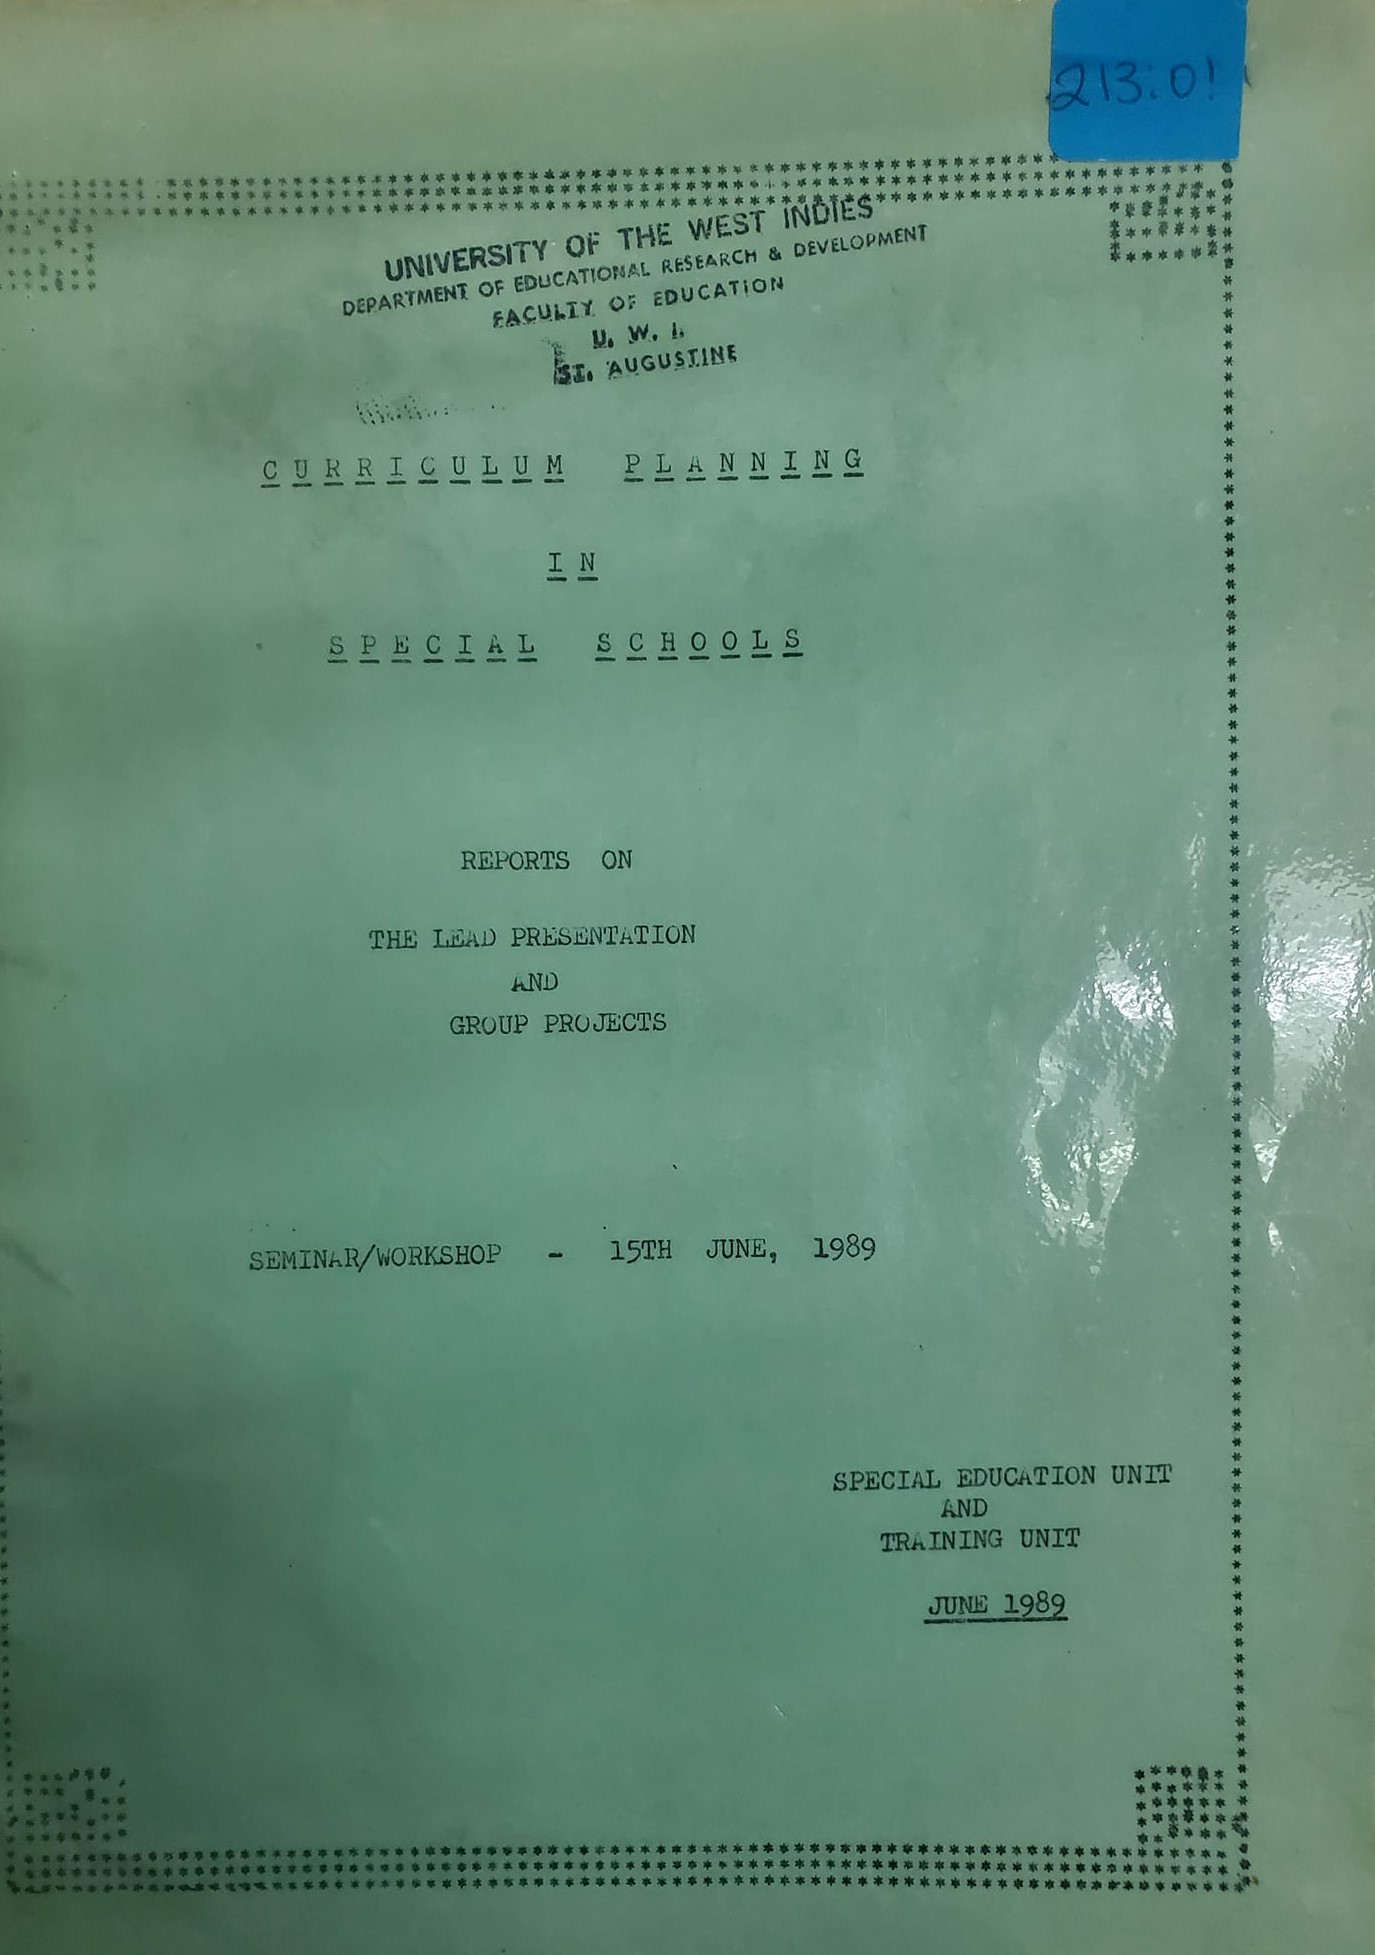 213.01
UNIVERSITY OF THE WEST INDIES
DEPARTMENT OF EDUCATIONAL RESEARCH & DEVELOPMENT
FACULTY OF EDUCATION
U. W. I.
ST. AUGUSTINE
CURRICULUM PLANNING
IN
SPECIAL SCHOOLS
REPORTS ON
THE LEAD PRESENTATION
AND
GROUP PROJECTS
SEMINAR/WORKSHOP - 15TH JUNE, 1989
SPECIAL EDUCATION UNIT
AND
TRAINING UNIT
JUNE 1989